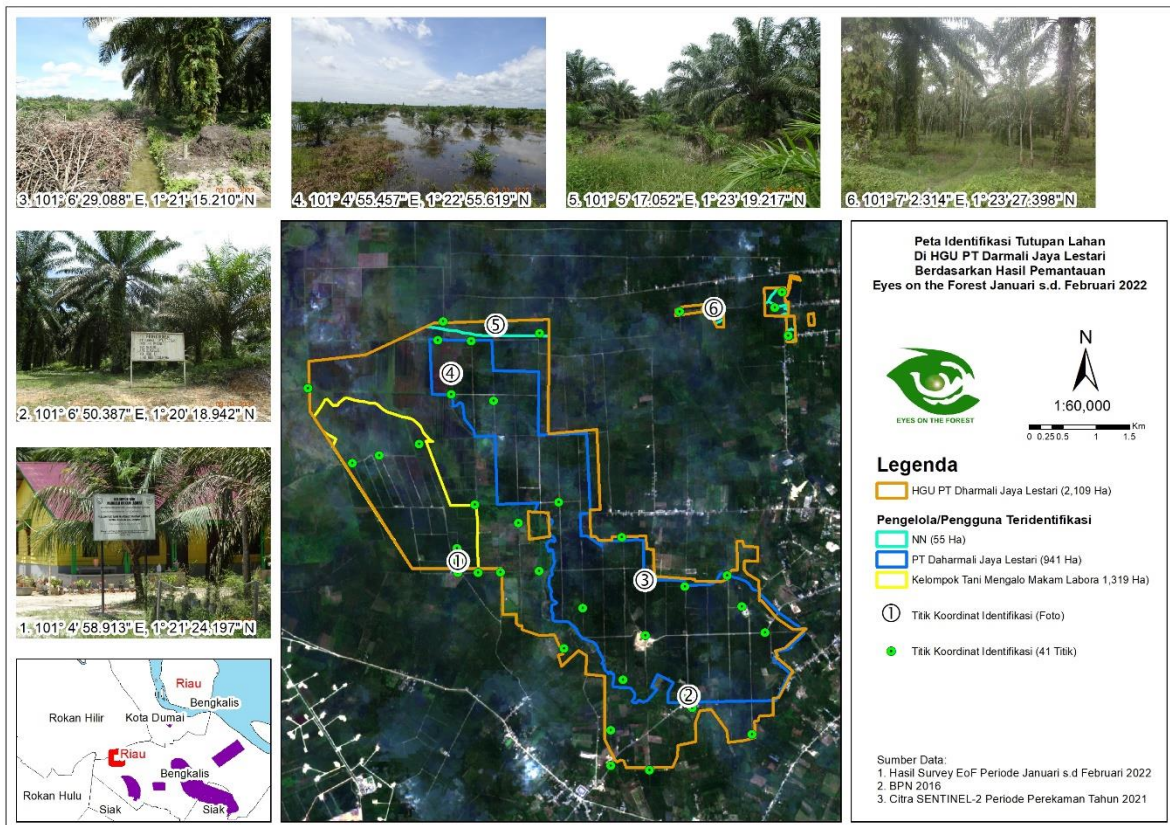 3. 101° 6' 29.088" E, 1° 21' 15.210" N
4. 101° 4' 55.457" E, 1° 22' 55.619" N
5. 101° 5' 17.052" E, 1° 23' 19.217" N
6. 101° 7' 2.314" E, 1° 23' 27.398" N
2. 101° 6' 50.387" E, 1° 20' 18.942" N
1. 101° 4' 58.913" E, 1° 21' 24.197" N
Riau
Bengkalis
Rokan Hilir
Kota Dumai
Riau
Bengkalis
Rokan Hulu
Siak
Siak
5
6
4
1
3
2
Peta Identifikasi Tutupan Lahan
Di HGU PT Darmali Jaya Lestari
Berdasarkan Hasil Pemantauan
Eyes on the Forest Januari s.d. Februari 2022
EYES ON THE FOREST
N
1:60,000
Km
0 0.25 0.5 1 1.5
Legenda
HGU PT Dharmali Jaya Lestari (2,109 Ha)
Pengelola/Pengguna Teridentifikasi
NN (55 Ha)
PT Daharmali Jaya Lestari (941 Ha)
Kelompok Tani Mengalo Makam Labora 1,319 Ha)
1 Titik Koordinat Identifikasi (Foto)
Titik Koordinat Identifikasi (41 Titik)
Sumber Data:
1. Hasil Survey EoF Periode Januari s.d Februari 2022
2. BPN 2016
3. Citra SENTINEL-2 Periode Perekaman Tahun 2021